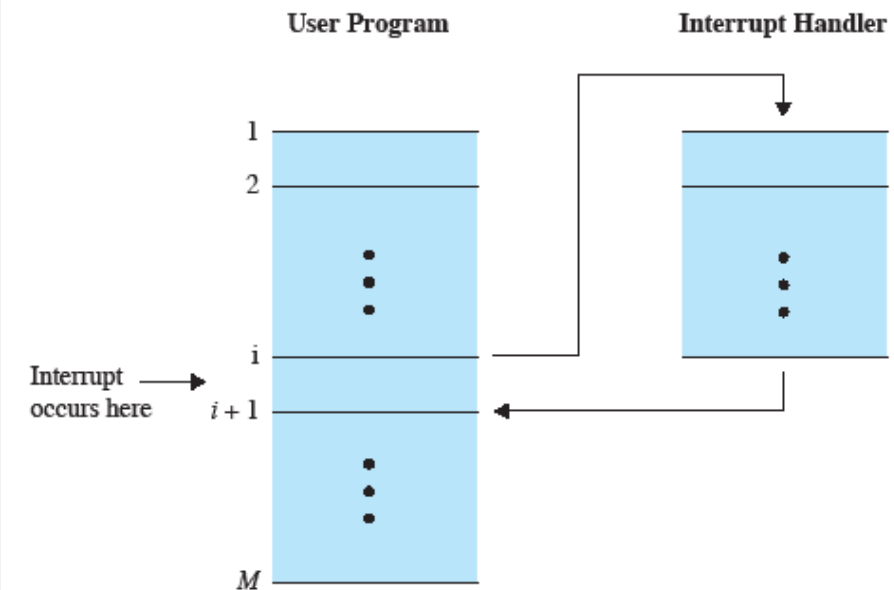 User Program
Interrupt Handler
1
2
i
Interrupt
occurs here
i + 1
M